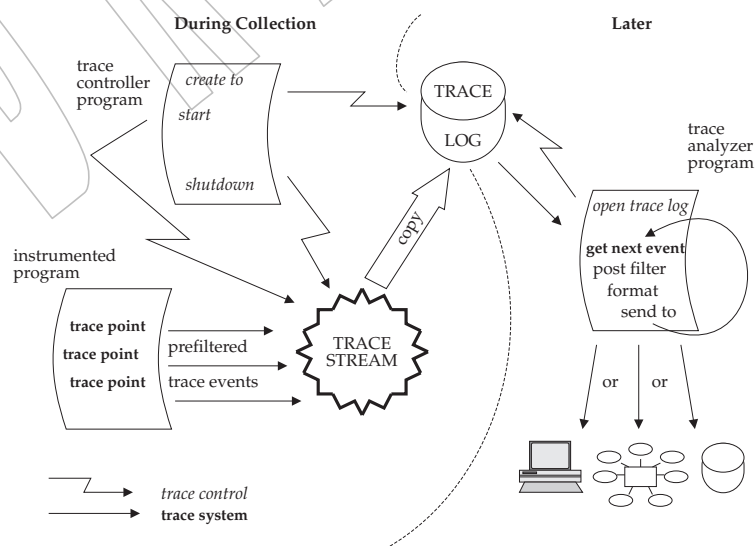 During Collection
Later
trace
controller
program
create to
start
shutdown
TRACE
LOG
trace
analyzer
program
open trace log
get next event
post filter
format
send to
copy
instrumented
program
trace point
trace point
trace point
prefiltered
trace events
TRACE
STREAM
or
or
trace control
trace system